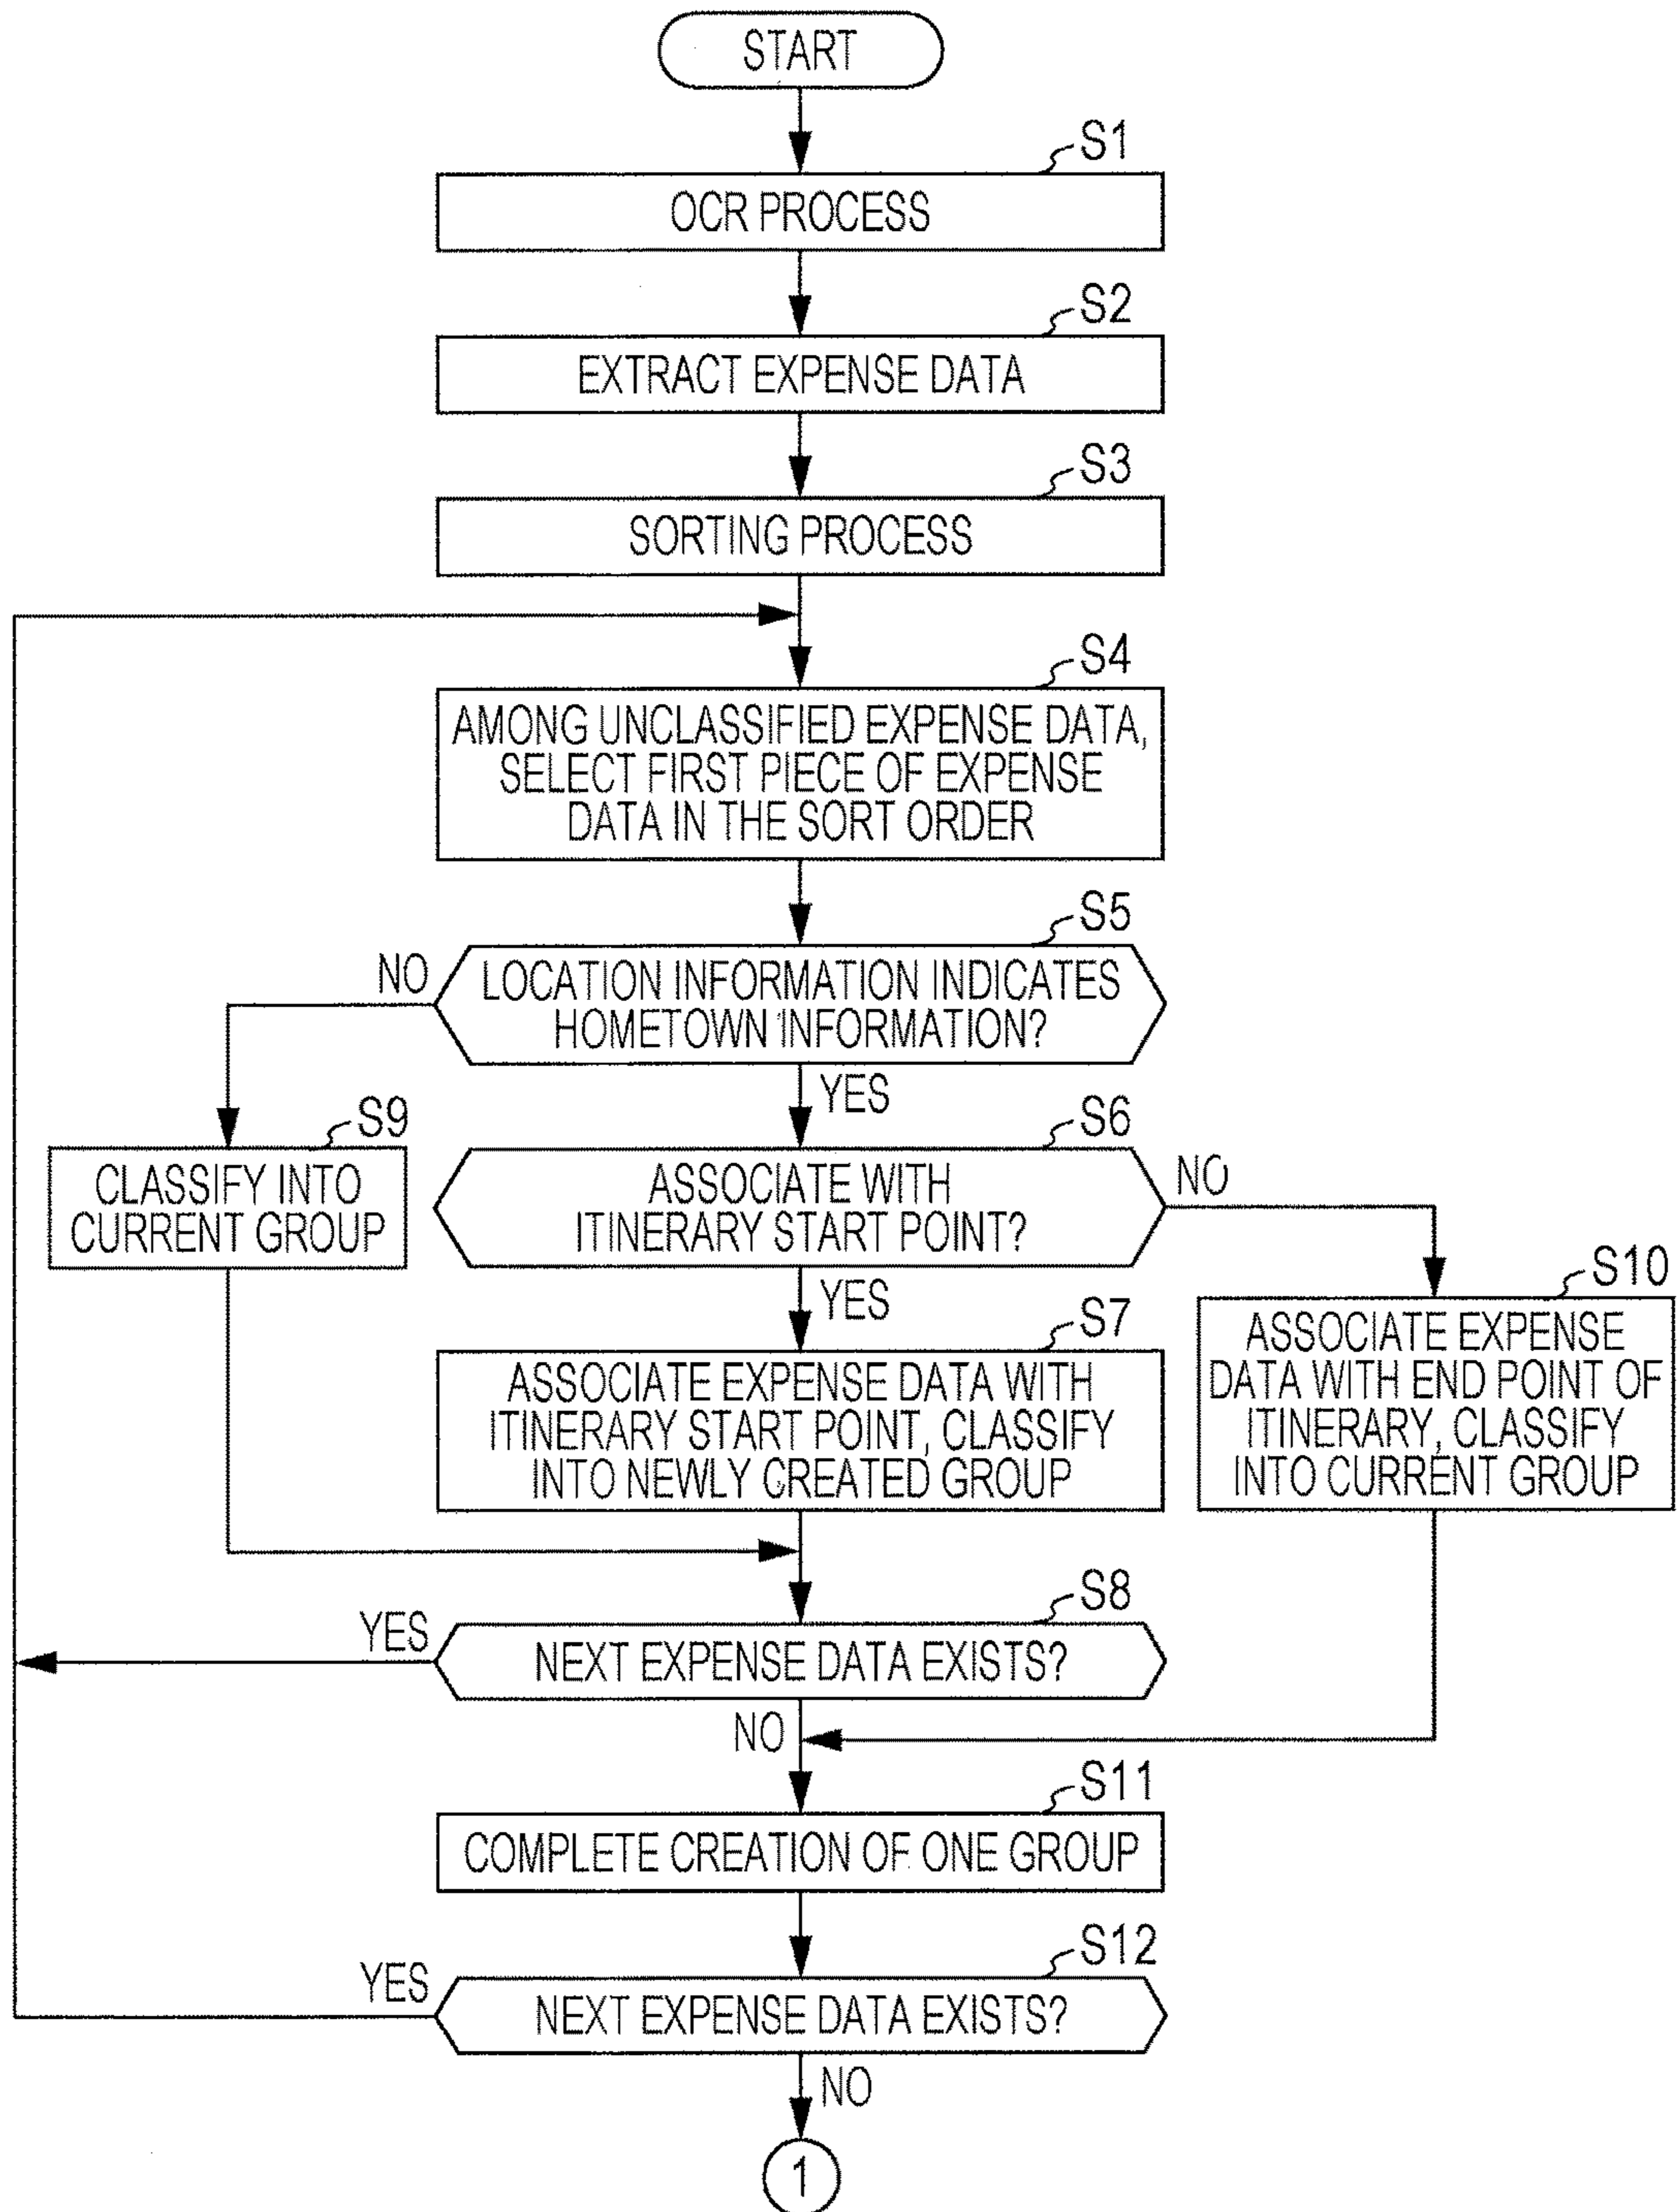 START
S1
OCR PROCESS
S2
EXTRACT EXPENSE DATA
S3
SORTING PROCESS
S4
AMONG UNCLASSIFIED EXPENSE DATA,
SELECT FIRST PIECE OF EXPENSE
DATA IN THE SORT ORDER
S5
NO
LOCATION INFORMATION INDICATES
HOMETOWN INFORMATION?
YES
S9
CLASSIFY INTO
CURRENT GROUP
S6
ASSOCIATE WITH
ITINERARY START POINT?
NO
YES
S10
ASSOCIATE EXPENSE
DATA WITH END POINT OF
ITINERARY, CLASSIFY
INTO CURRENT GROUP
S7
ASSOCIATE EXPENSE DATA WITH
ITINERARY START POINT, CLASSIFY
INTO NEWLY CREATED GROUP
S8
YES
NEXT EXPENSE DATA EXISTS?
NO
S11
COMPLETE CREATION OF ONE GROUP
S12
YES
NEXT EXPENSE DATA EXISTS?
NO
1